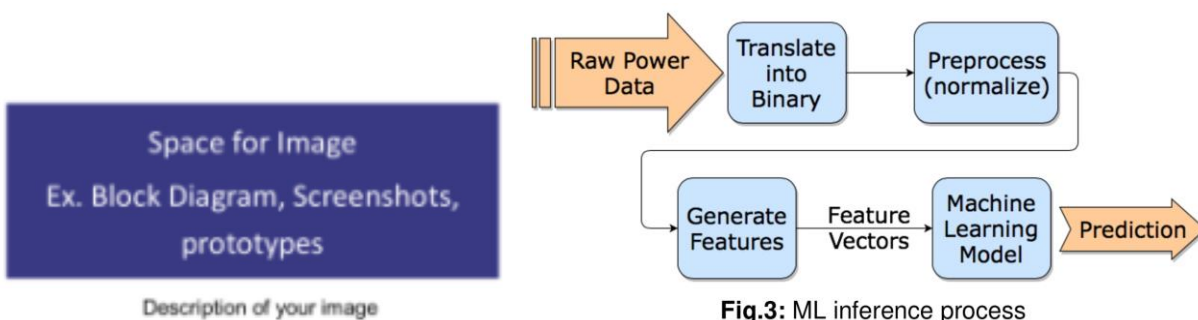 Space for Image
Ex. Block Diagram, Screenshots,
prototypes
Description of your image
Raw Power
Data
Translate
into
Binary
Preprocess
(normalize)
Generate
Features
Feature
Vectors
Machine
Learning
Model
Prediction
Fig.3: ML inference process